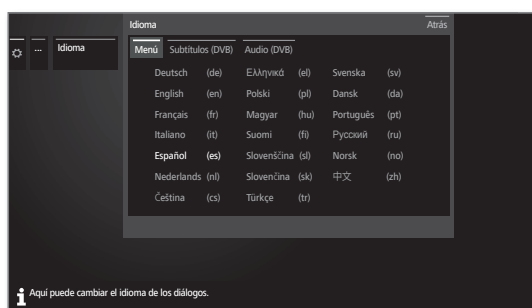 Idioma Atrás
... Idioma
Menú Subtítulos (DVB) Audio (DVB)
Deutsch (de) Ελληνικά (el) Svenska (sv)
English (en) Polski (pl) Dansk (da)
Français (fr) Magyar (hu) Português (pt)
Italiano (it) Suomi (fi) Русский (ru)
Español (es) Slovenščina (sl) Norsk (no)
Nederlands (nl) Slovenčina (sk) 中文 (zh)
Čeština (cs) Türkçe (tr)
Aquí puede cambiar el idioma de los diálogos.